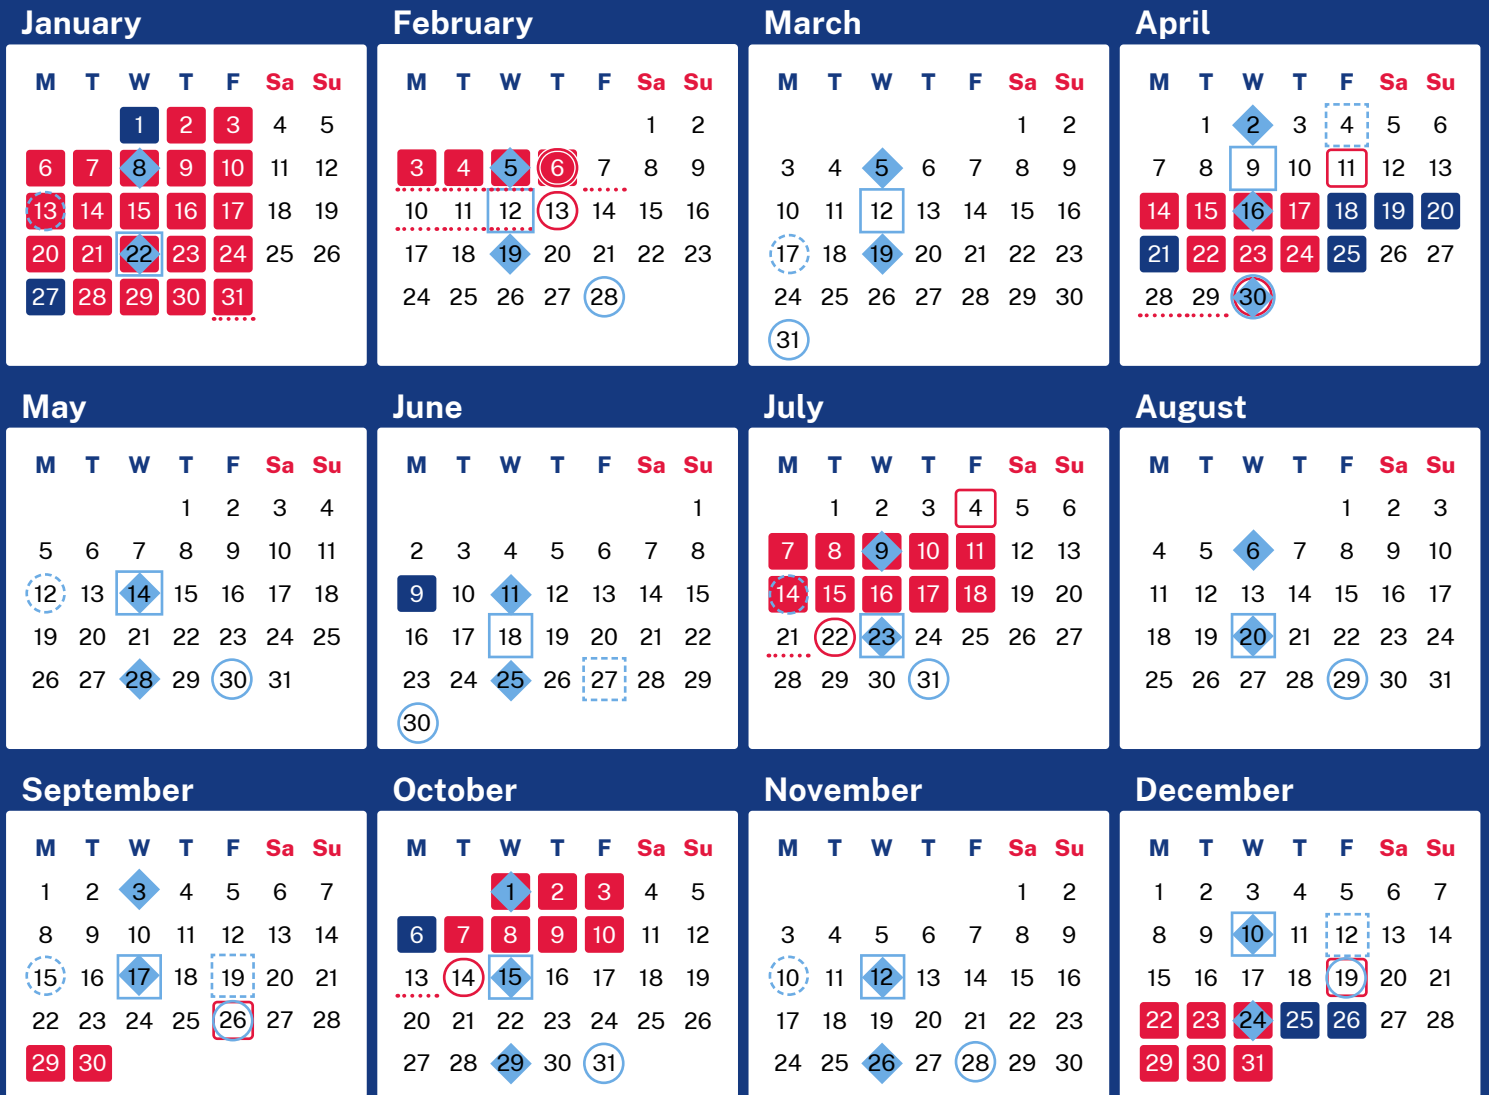 January February March April
M T W T F Sa Su M T W T F Sa Su M T W T F Sa Su M T W T F Sa Su
1 2 3 4 5 1 2 1 2 1 2 3 4 5 6
6 7 8 9 10 11 12 3 4 5 6 7 8 9 3 4 5 6 7 8 9 7 8 9 10 11 12 13
13 14 15 16 17 18 19 10 11 12 13 14 15 16 10 11 12 13 14 15 16 14 15 16 17 18 19 20
20 21 22 23 24 25 26 17 18 19 20 21 22 23 17 18 19 20 21 22 23 21 22 23 24 25 26 27
27 28 29 30 31 24 25 26 27 28 24 25 26 27 28 29 30 28 29 30
31
May June July August
M T W T F Sa Su M T W T F Sa Su M T W T F Sa Su M T W T F Sa Su
1 2 3 4 1 1 2 3 4 5 6 1 2 3
5 6 7 8 9 10 11 2 3 4 5 6 7 8 7 8 9 10 11 12 13 4 5 6 7 8 9 10
12 13 14 15 16 17 18 9 10 11 12 13 14 15 14 15 16 17 18 19 20 11 12 13 14 15 16 17
19 20 21 22 23 24 25 16 17 18 19 20 21 22 21 22 23 24 25 26 27 18 19 20 21 22 23 24
26 27 28 29 30 31 23 24 25 26 27 28 29 28 29 30 31 25 26 27 28 29 30 31
30
September October November December
M T W T F Sa Su M T W T F Sa Su M T W T F Sa Su M T W T F Sa Su
1 2 3 4 5 6 7 1 2 3 4 5 1 2 1 2 3 4 5 6 7
8 9 10 11 12 13 14 6 7 8 9 10 11 12 3 4 5 6 7 8 9 8 9 10 11 12 13 14
15 16 17 18 19 20 21 13 14 15 16 17 18 19 10 11 12 13 14 15 16 15 16 17 18 19 20 21
22 23 24 25 26 27 28 20 21 22 23 24 25 26 17 18 19 20 21 22 23 22 23 24 25 26 27 28
29 30 27 28 29 30 31 24 25 26 27 28 29 30 29 30 31